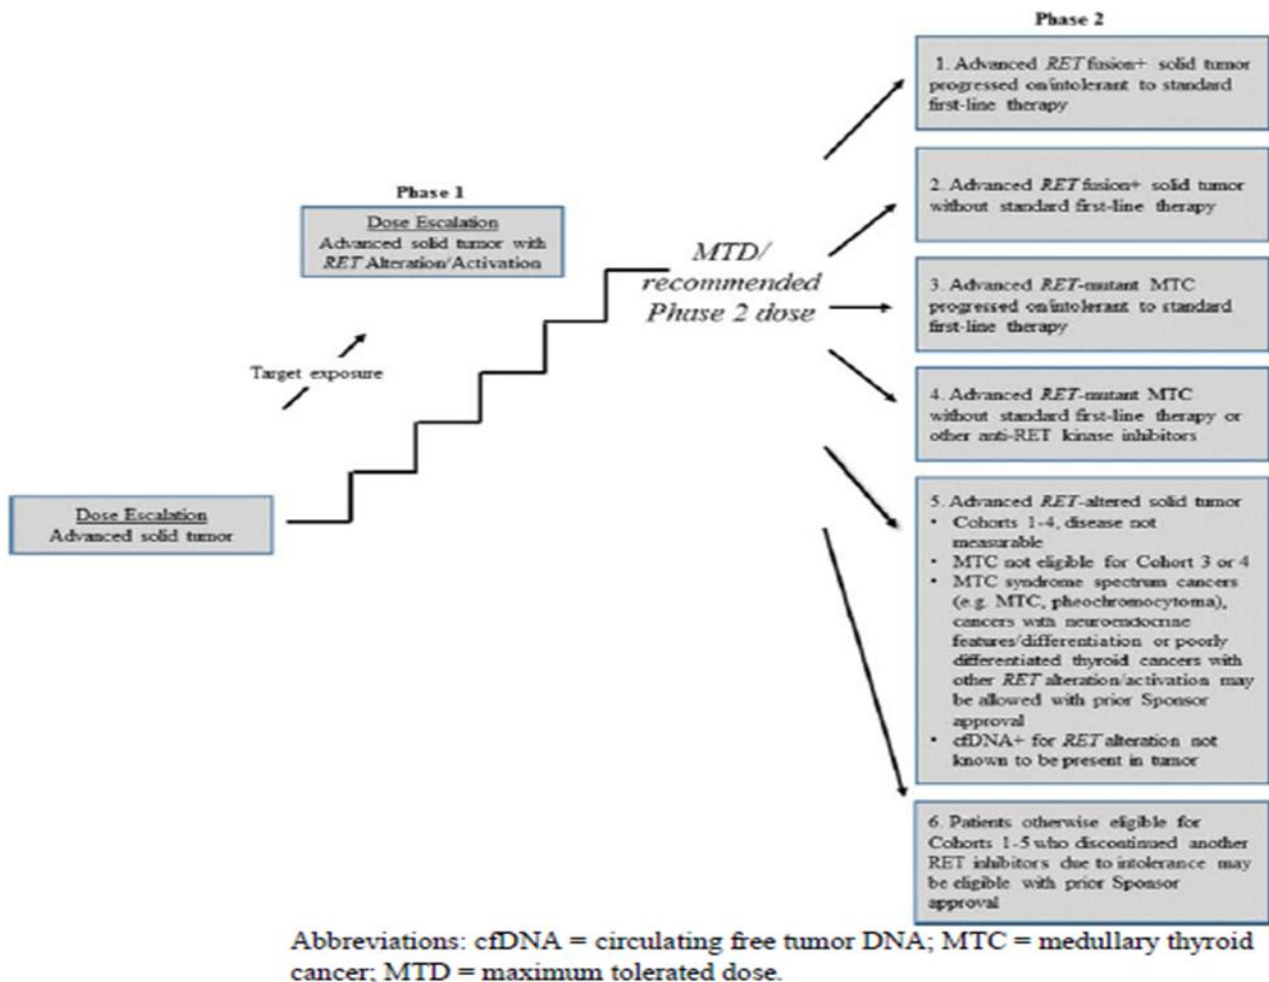 Phase 1
Dose Escalation
Advanced solid tumor with
RET Alteration/Activation
Target exposure
Dose Escalation
Advanced solid tumor
MTD/
recommended
Phase 2 dose
Phase 2
1. Advanced RET fusion+ solid tumor
progressed on/intolerant to standard
first-line therapy
2. Advanced RET fusion+ solid tumor
without standard first-line therapy
3. Advanced RET-mutant MTC
progressed on/intolerant to standard
first-line therapy
4. Advanced RET-mutant MTC
without standard first-line therapy or
other anti-RET kinase inhibitors
5. Advanced RET-altered solid tumor
• Cohorts 1-4, disease not
measurable
• MTC not eligible for Cohort 3 or 4
• MTC syndrome spectrum cancers
(e.g. MTC, pheochromocytoma),
cancers with neuroendocrine
features/differentiation or poorly
differentiated thyroid cancers with
other RET alteration/activation may
be allowed with prior Sponsor
approval
• cfDNA+ for RET alteration not
known to be present in tumor
6. Patients otherwise eligible for
Cohorts 1-5 who discontinued another
RET inhibitors due to intolerance may
be eligible with prior Sponsor
approval
Abbreviations: cfDNA = circulating free tumor DNA; MTC = medullary thyroid
cancer; MTD = maximum tolerated dose.